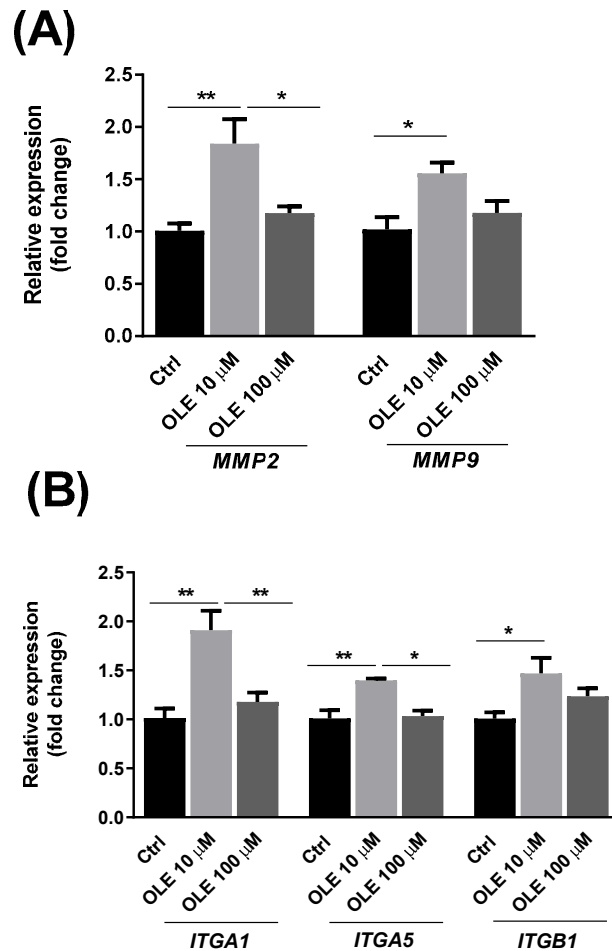 (A)
Relative expression
(fold change)
2.5
2.0
1.5
1.0
0.5
0.0
** * *
Ctrl
OLE 10 μM
OLE 100 μM
Ctrl
OLE 10 μM
OLE 100 μM
MMP2 MMP9
(B)
Relative expression
(fold change)
2.5
2.0
1.5
1.0
0.5
0.0
** ** ** * *
Ctrl
OLE 10 μM
OLE 100 μM
Ctrl
OLE 10 μM
OLE 100 μM
Ctrl
OLE 10 μM
OLE 100 μM
ITGA1 ITGA5 ITGB1